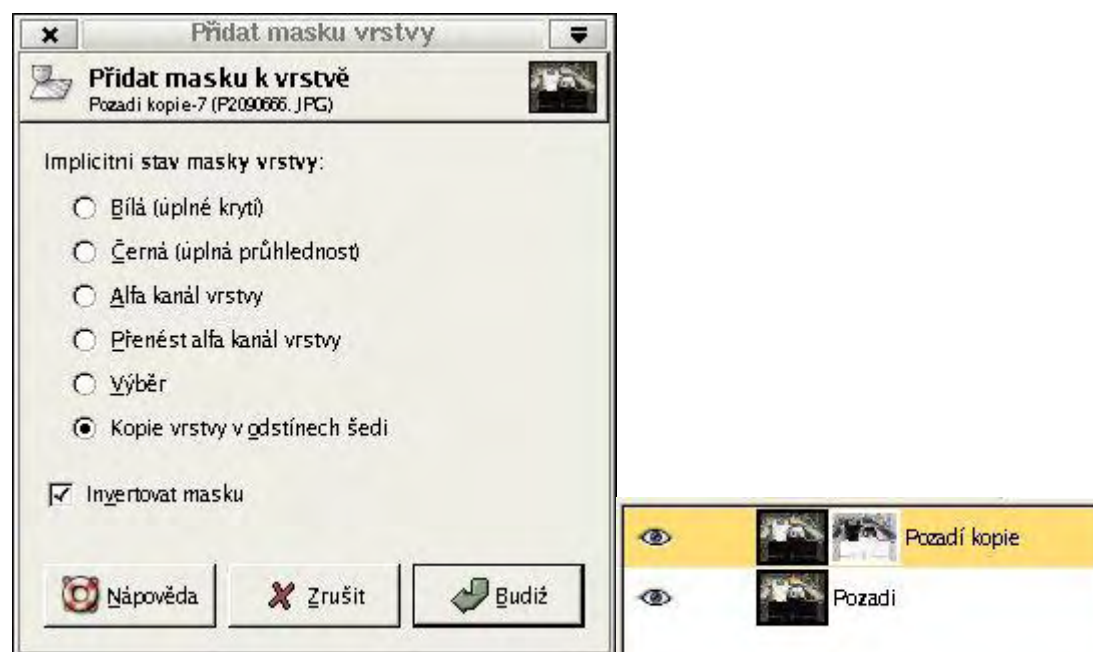 Přidat masku vrstvy
Přidat masku k vrstvě
Pozadí kopie-7 (P2090666.JPG)
Implicitní stav masky vrstvy:
Bílá (úplné krytí)
Černá (úplná průhlednost)
Alfa kanál vrstvy
Přenést alfa kanál vrstvy
Výběr
Kopie vrstvy v odstínech šedi
Invertovat masku
Nápověda
Zrušit
Budiž
Pozadí kopie
Pozadí